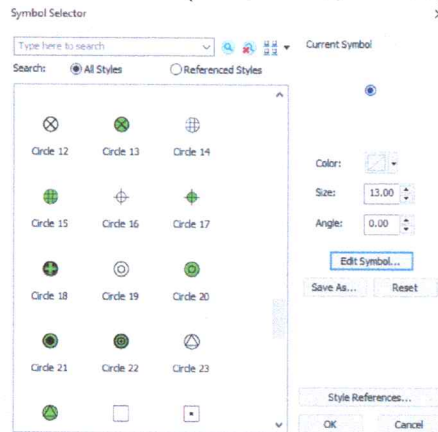 Symbol Selector
Type here to search
Search: All Styles Referenced Styles
Circle 12 Circle 13 Circle 14
Circle 15 Circle 16 Circle 17
Circle 18 Circle 19 Circle 20
Circle 21 Circle 22 Circle 23
Current Symbol
Color:
Size: 13.00
Angle: 0.00
Edit Symbol...
Save As... Reset
Style References...
OK Cancel